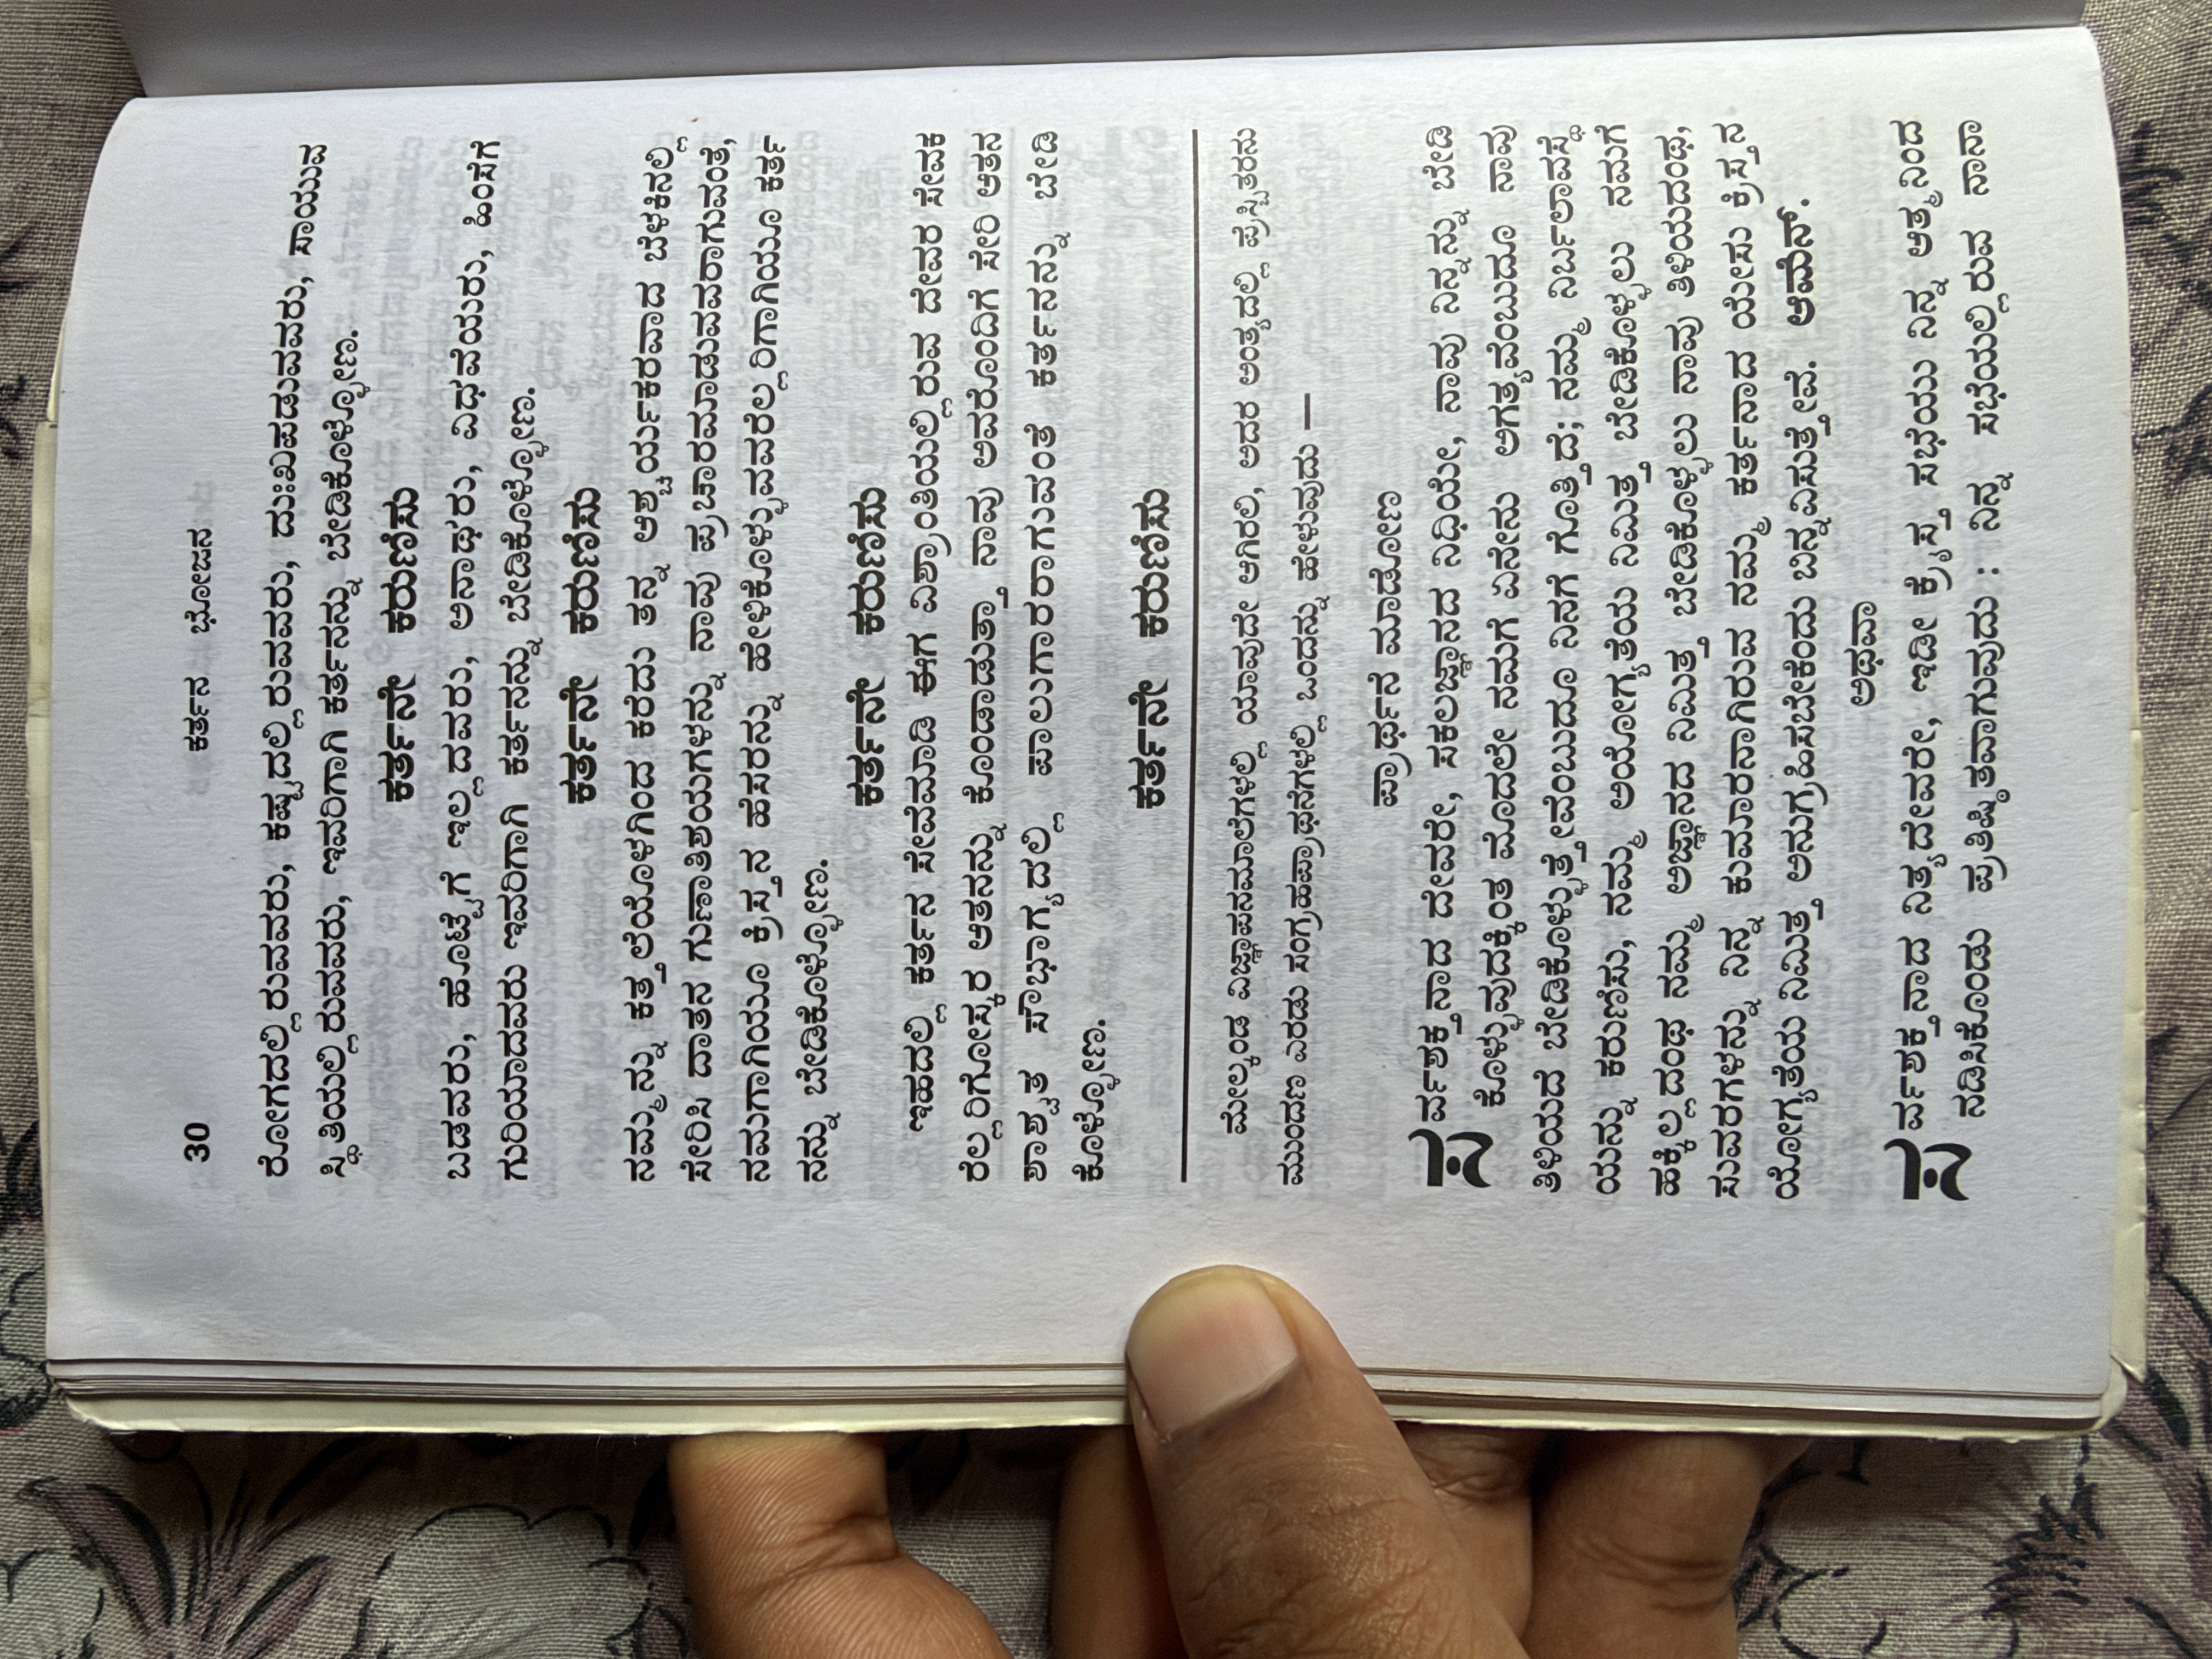 30 ಕರ್ತನ ಭೋಜನ
ರೋಗದಲ್ಲಿರುವವರು, ಕಷ್ಟದಲ್ಲಿರುವವರು, ದುಃಖಪಡುವವರು, ಸಾಯುವ
ಸ್ಥಿತಿಯಲ್ಲಿರುವವರು, ಇವರಿಗಾಗಿ ಕರ್ತನನ್ನು ಬೇಡಿಕೊಳ್ಳೋಣ.
ಕರ್ತನೇ ಕರುಣಿಸು
ಬಡವರು, ಹೊಟ್ಟೆಗೆ ಇಲ್ಲದವರು, ಅನಾಥರು, ವಿಧವೆಯರು, ಹಿಂಸೆಗೆ
ಗುರಿಯಾದವರು ಇವರಿಗಾಗಿ ಕರ್ತನನ್ನು ಬೇಡಿಕೊಳ್ಳೋಣ.
ಕರ್ತನೇ ಕರುಣಿಸು
ನಮ್ಮನ್ನು ಕತ್ತಲೆಯೊಳಗಿಂದ ಕರೆದು ತನ್ನ ಆಶ್ಚರ್ಯಕರವಾದ ಬೆಳಕಿನಲ್ಲಿ
ಸೇರಿಸಿ ದಾತನ ಗುಣಾತಿಶಯಗಳನ್ನು ನಾವು ಪ್ರಚಾರಮಾಡುವವರಾಗುವಂತೆ,
ನಮಗಾಗಿಯೂ ಕ್ರಿಸ್ತನ ಹೆಸರನ್ನು ಹೇಳಿಕೊಳ್ಳುವವರೆಲ್ಲರಿಗಾಗಿಯೂ ಕರ್ತ
ನನ್ನು ಬೇಡಿಕೊಳ್ಳೋಣ.
ಕರ್ತನೇ ಕರುಣಿಸು
ಇಹದಲ್ಲಿ ಕರ್ತನ ಸೇವೆಮಾಡಿ ಈಗ ವಿಶ್ರಾಂತಿಯಲ್ಲಿರುವ ದೇವರ ಸೇವಕ
ರೆಲ್ಲರಿಗೋಸ್ಕರ ಆತನನ್ನು ಕೊಂಡಾಡುತ್ತಾ ನಾವು ಅವರೊಂದಿಗೆ ಸೇರಿ ಆತನ
ಶಾಶ್ವತ ಸೌಭಾಗ್ಯದಲ್ಲಿ ಪಾಲುಗಾರರಾಗುವಂತೆ ಕರ್ತನನ್ನು ಬೇಡಿ
ಕೊಳ್ಳೋಣ.
ಕರ್ತನೇ ಕರುಣಿಸು
ಮೇಲ್ಕಂಡ ವಿಜ್ಞಾಪನಮಾಲೆಗಳಲ್ಲಿ ಯಾವುದೇ ಆಗಿರಲಿ, ಅದರ ಅಂತ್ಯದಲ್ಲಿ ಪ್ರೆಸ್ಬಿತರನು
ಮುಂದಣ ಎರಡು ಸಂಗ್ರಹಪ್ರಾಥನೆಗಳಲ್ಲಿ ಒಂದನ್ನು ಹೇಳುವುದು —
ಪ್ರಾರ್ಥನೆ ಮಾಡೋಣ
ಸರ್ವಶಕ್ತನಾದ ದೇವರೇ, ಸಕಲಜ್ಞಾನದ ನಿಧಿಯೇ, ನಾವು ನಿನ್ನನ್ನು ಬೇಡಿ
ಕೊಳ್ಳುವುದಕ್ಕಿಂತ ಮೊದಲೇ ನಮಗೆ ಏನೇನು ಅಗತ್ಯವೆಂಬುದೂ ನಾವು
ತಿಳಿಯದೆ ಬೇಡಿಕೊಳ್ಳುತ್ತೇವೆಂಬುದೂ ನಿನಗೆ ಗೊತ್ತಿದೆ; ನಮ್ಮ ನಿರ್ಬಲಾವಸ್ಥೆ
ಯನ್ನು ಕರುಣಿಸು, ನಮ್ಮ ಅಯೋಗ್ಯತೆಯ ನಿಮಿತ್ತ ಬೇಡಿಕೊಳ್ಳಲು ನಮಗೆ
ಹಕ್ಕಿಲ್ಲದಂಥ ನಮ್ಮ ಅಜ್ಞಾನದ ನಿಮಿತ್ತ ಬೇಡಿಕೊಳ್ಳಲು ನಾವು ತಿಳಿಯದಂಥ,
ಸುವರಗಳನ್ನು ನಿನ್ನ ಕುಮಾರನಾಗಿರುವ ನಮ್ಮ ಕರ್ತನಾದ ಯೇಸು ಕ್ರಿಸ್ತನ
ಯೋಗ್ಯತೆಯ ನಿಮಿತ್ತ ಅನುಗ್ರಹಿಸಬೇಕೆಂದು ಬಿನ್ನವಿಸುತ್ತೇವೆ. ಆಮೆನ್.
ಅಥವಾ
ಸರ್ವಶಕ್ತನಾದ ನಿತ್ಯದೇವರೇ, ಇಡೀ ಕ್ರೈಸ್ತ ಸಭೆಯು ನಿನ್ನ ಆತ್ಮನಿಂದ
ನಡಿಸಿಕೊಂಡು ಪ್ರತಿಷ್ಠಿತವಾಗುವುದು : ನಿನ್ನ ಸಭೆಯಲ್ಲಿರುವ ನಾನಾ